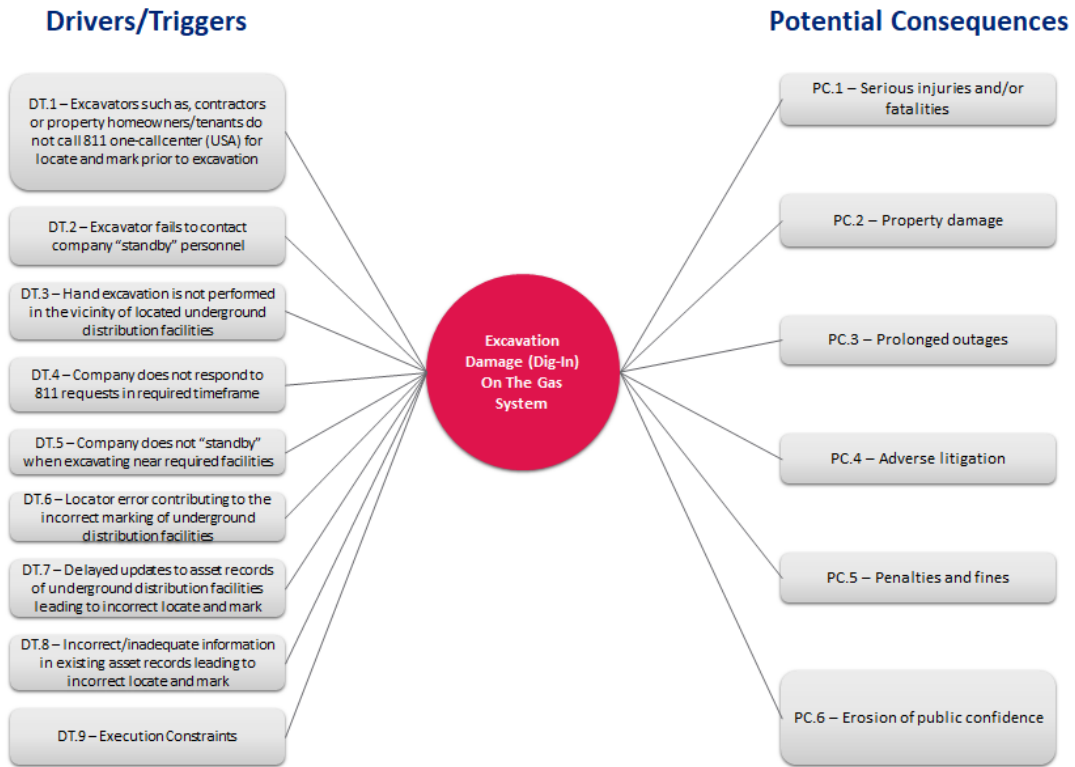 Drivers/Triggers
Potential Consequences
DT.1 – Excavators such as, contractors
or property homeowners/tenants do
not call 811 one-callcenter (USA) for
locate and mark prior to excavation
DT.2 – Excavator fails to contact
company “standby” personnel
DT.3 – Hand excavation is not performed
in the vicinity of located underground
distribution facilities
DT.4 – Company does not respond to
811 requests in required timeframe
DT.5 – Company does not “standby”
when excavating near required facilities
DT.6 – Locator error contributing to the
incorrect marking of underground
distribution facilities
DT.7 – Delayed updates to asset records
of underground distribution facilities
leading to incorrect locate and mark
DT.8 – Incorrect/inadequate information
in existing asset records leading to
incorrect locate and mark
DT.9 – Execution Constraints
Excavation
Damage (Dig-In)
On The Gas
System
PC.1 – Serious injuries and/or
fatalities
PC.2 – Property damage
PC.3 – Prolonged outages
PC.4 – Adverse litigation
PC.5 – Penalties and fines
PC.6 – Erosion of public confidence